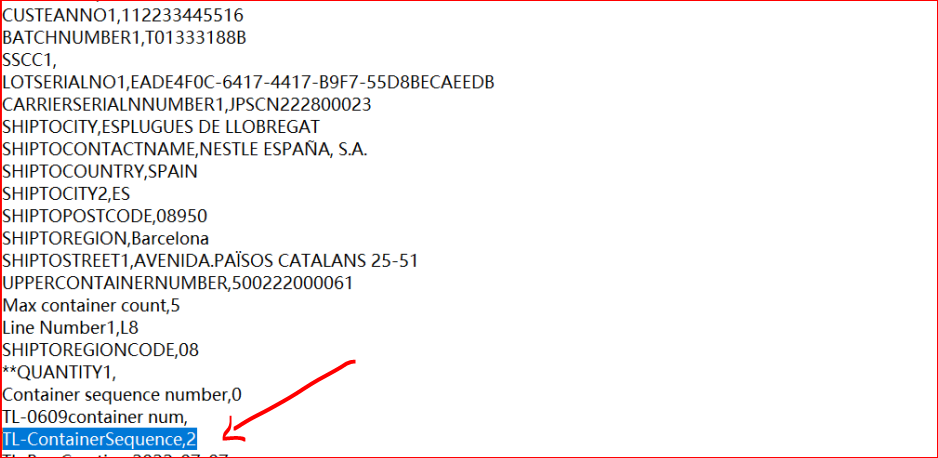 CUSTEANNO1,112233445516
BATCHNUMBER1,T01333188B
SSCC1,
LOTSERIALNO1,EADE4F0C-6417-4417-B9F7-55D8BECAEEDB
CARRIERSERIALNNUMBER1,JPSCN222800023
SHIPTOCITY,ESPLUGUES DE LLOBREGAT
SHIPTOCONTACTNAME,NESTLE ESPAÑA, S.A.
SHIPTOCOUNTRY,SPAIN
SHIPTOCITY2,ES
SHIPTOPOSTCODE,08950
SHIPTOREGION,Barcelona
SHIPTOSTREET1,AVENIDA.PAÏSOS CATALANS 25-51
UPPERCONTAINERNUMBER,500222000061
Max container count,5
Line Number1,L8
SHIPTOREGIONCODE,08
**QUANTITY1,
Container sequence number,0
TL-0609container num,
TL-ContainerSequence,2